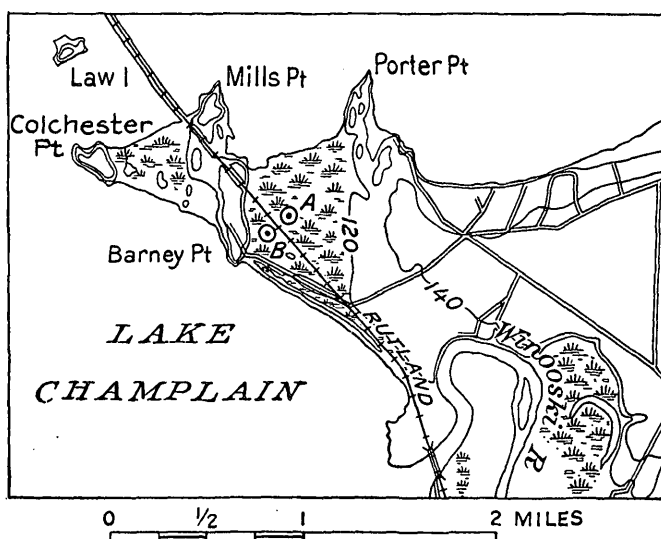 Law I
Mills Pt
Porter Pt
Colchester
Pt
A
B
120
Barney Pt
140
LAKE
CHAMPLAIN
RUTLAND
Winooski R
0 1/2 1 2 MILES